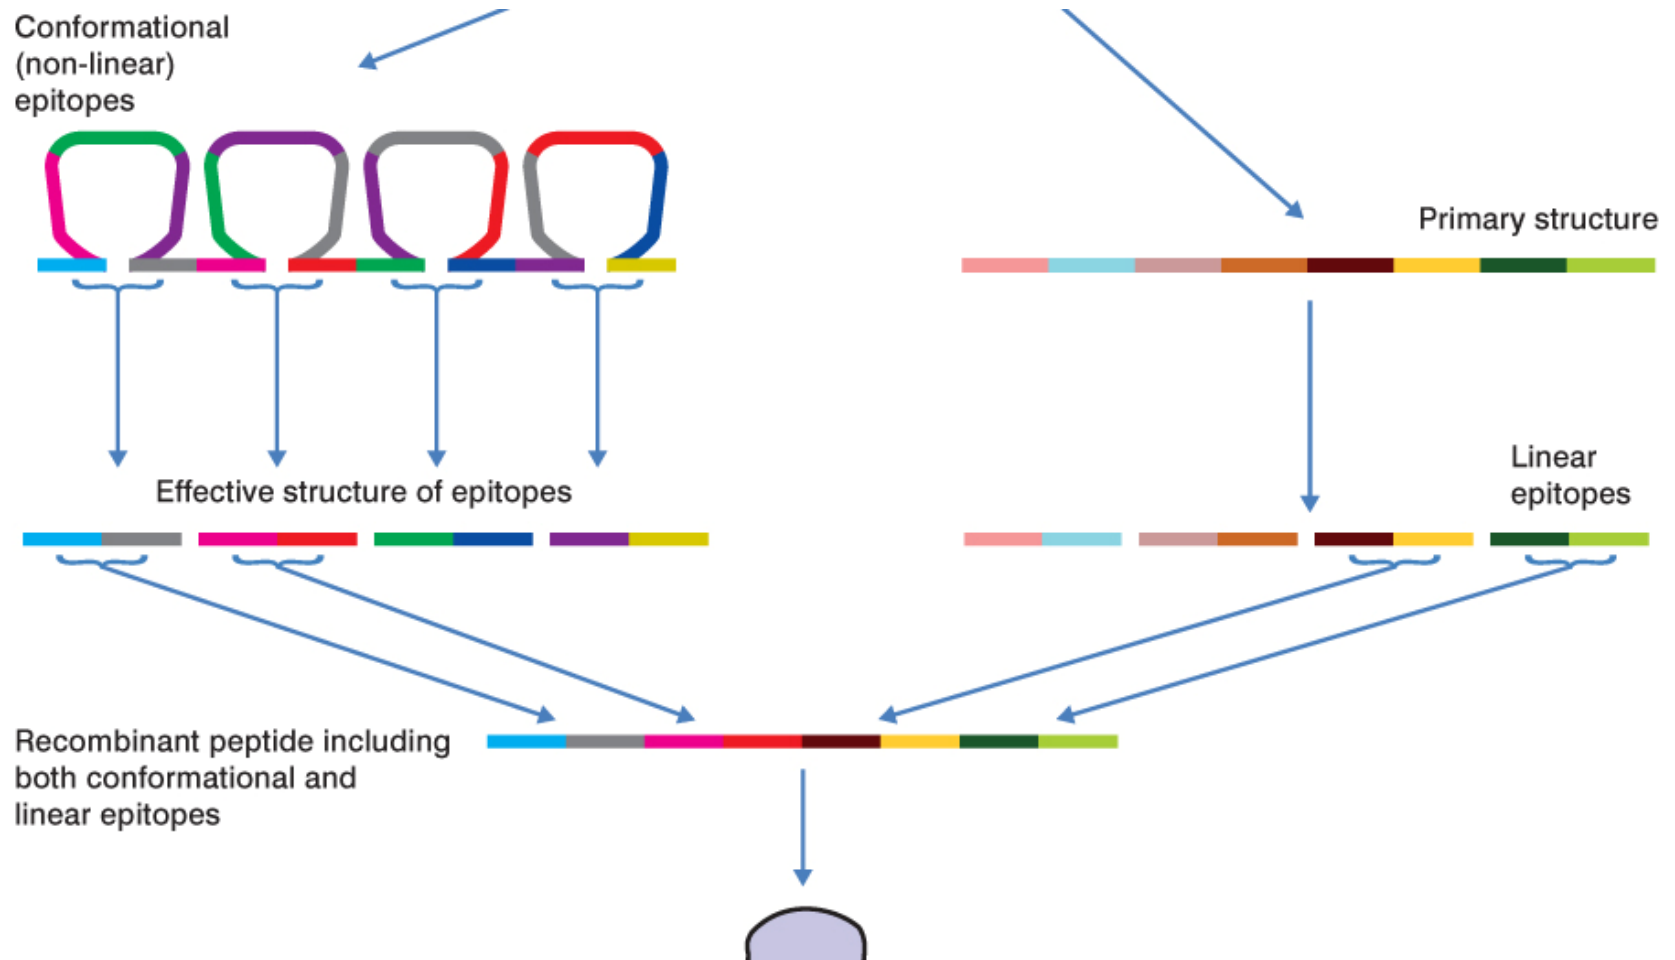 Conformational
(non-linear)
epitopes
Primary structure
Linear
epitopes
Effective structure of epitopes
Recombinant peptide including
both conformational and
linear epitopes